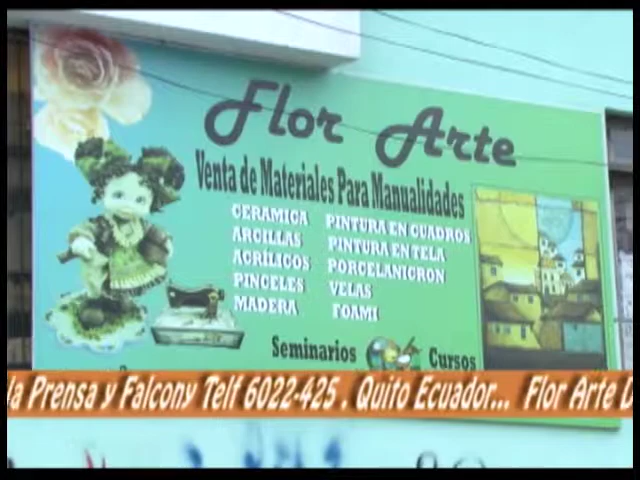 Flor Arte
Venta de Materiales Para Manualidades
CERAMICA PINTURA EN CUADROS
ARCILLAS PINTURA EN TELA
ACRÍLICOS PORCELANICRON
PINCELES VELAS
MADERA FOAMI
Seminarios Cursos
la Prensa y Falcony Telf 6022-425 . Quito Ecuador... Flor Arte D